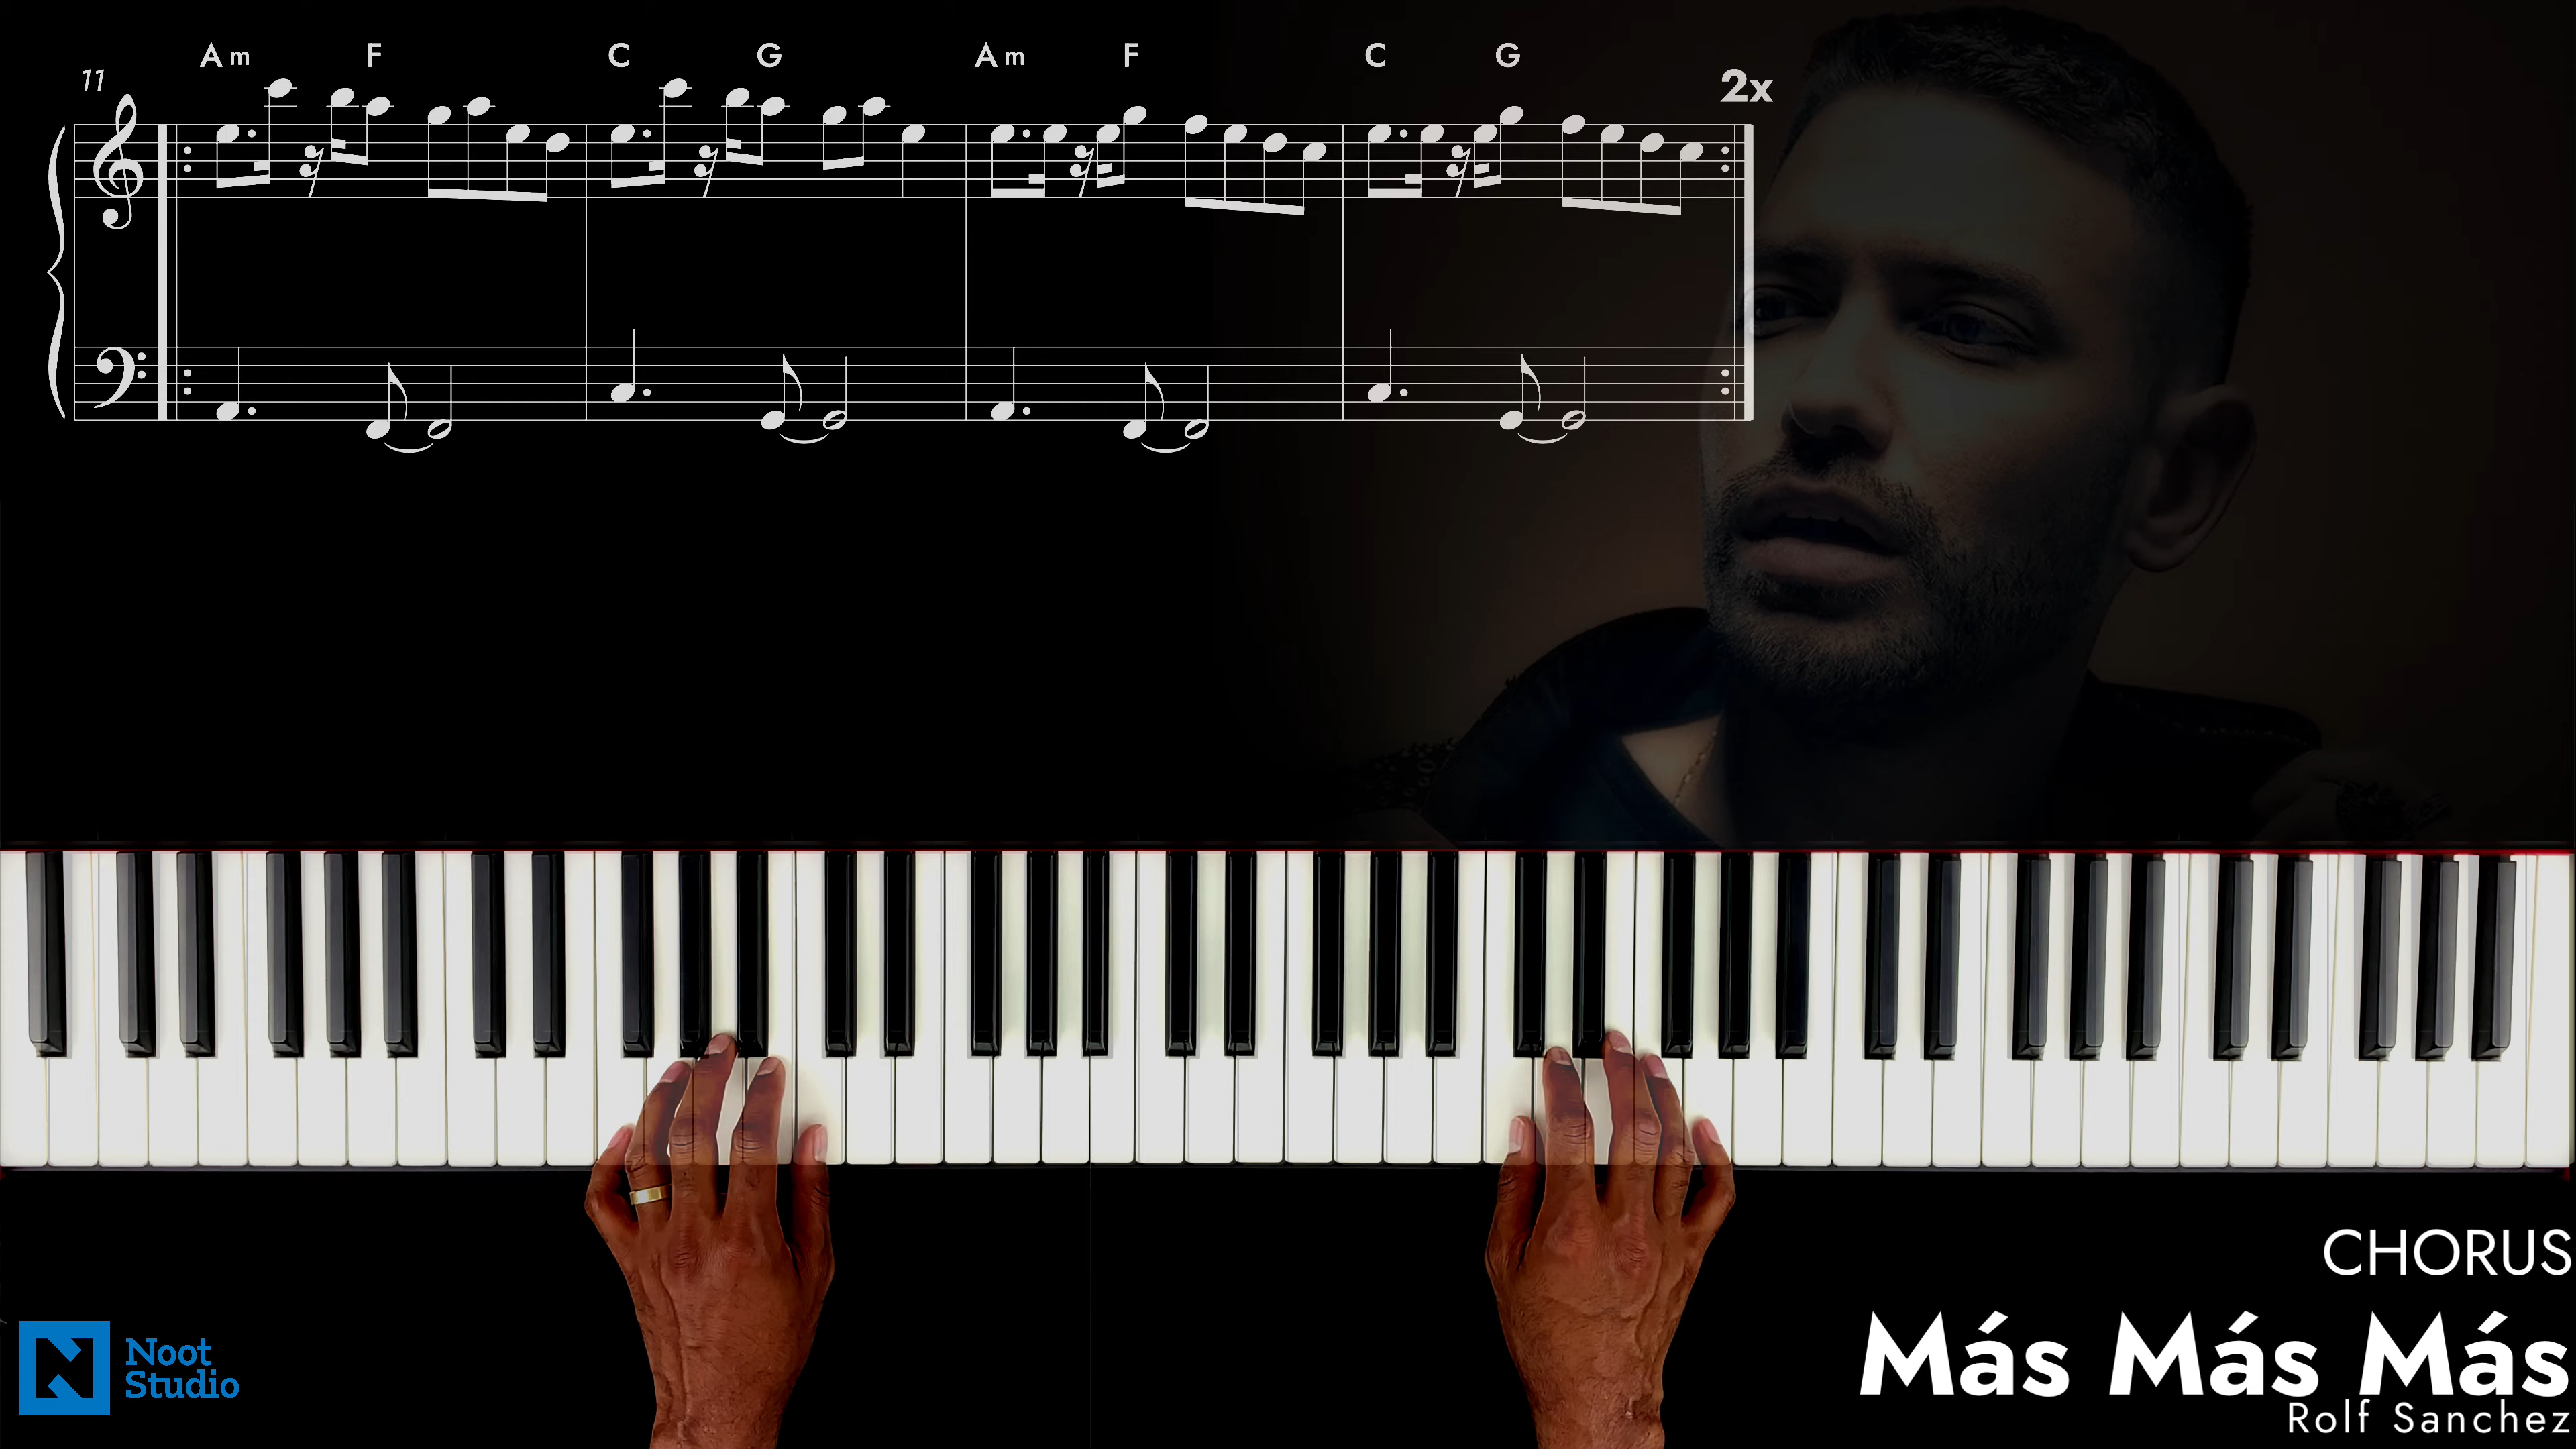 Am F C G Am F C G
11
2x
CHORUS
Más Más Más
Rolf Sanchez
Noot
Studio